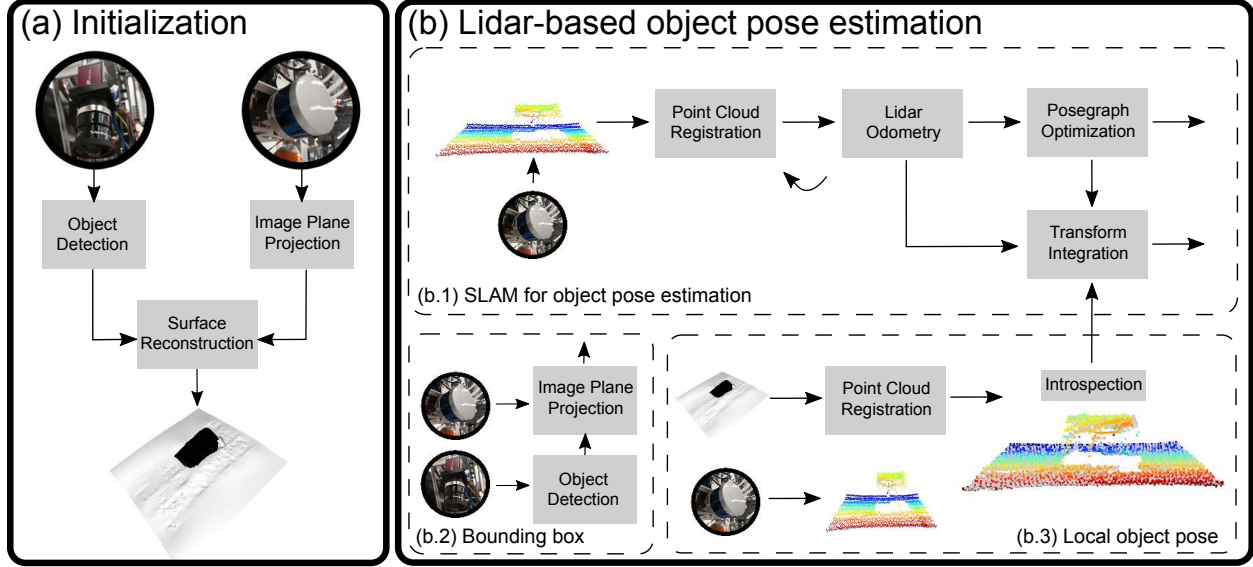 (a) Initialization
Object
Detection
Image Plane
Projection
Surface
Reconstruction
(b) Lidar-based object pose estimation
Point Cloud
Registration
Lidar
Odometry
Posegraph
Optimization
Transform
Integration
(b.1) SLAM for object pose estimation
Image Plane
Projection
Object
Detection
(b.2) Bounding box
Point Cloud
Registration
Introspection
(b.3) Local object pose